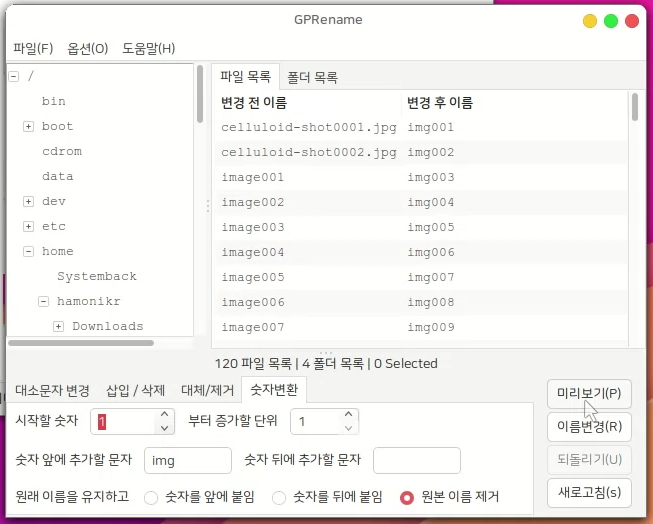 GPRename
파일(F) 옵션(O) 도움말(H)
/
bin
boot
cdrom
data
dev
etc
home
Systemback
hamonikr
Downloads
파일 목록 폴더 목록
변경 전 이름 변경 후 이름
celluloid-shot0001.jpg img001
celluloid-shot0002.jpg img002
image001 img003
image002 img004
image003 img005
image004 img006
image005 img007
image006 img008
image007 img009
120 파일 목록 | 4 폴더 목록 | 0 Selected
대소문자 변경 삽입 / 삭제 대체/제거 숫자변환
시작할 숫자 1 부터 증가할 단위 1
숫자 앞에 추가할 문자 img 숫자 뒤에 추가할 문자
원래 이름을 유지하고 숫자를 앞에 붙임 숫자를 뒤에 붙임 원본 이름 제거
미리보기(P)
이름변경(R)
되돌리기(U)
새로고침(s)